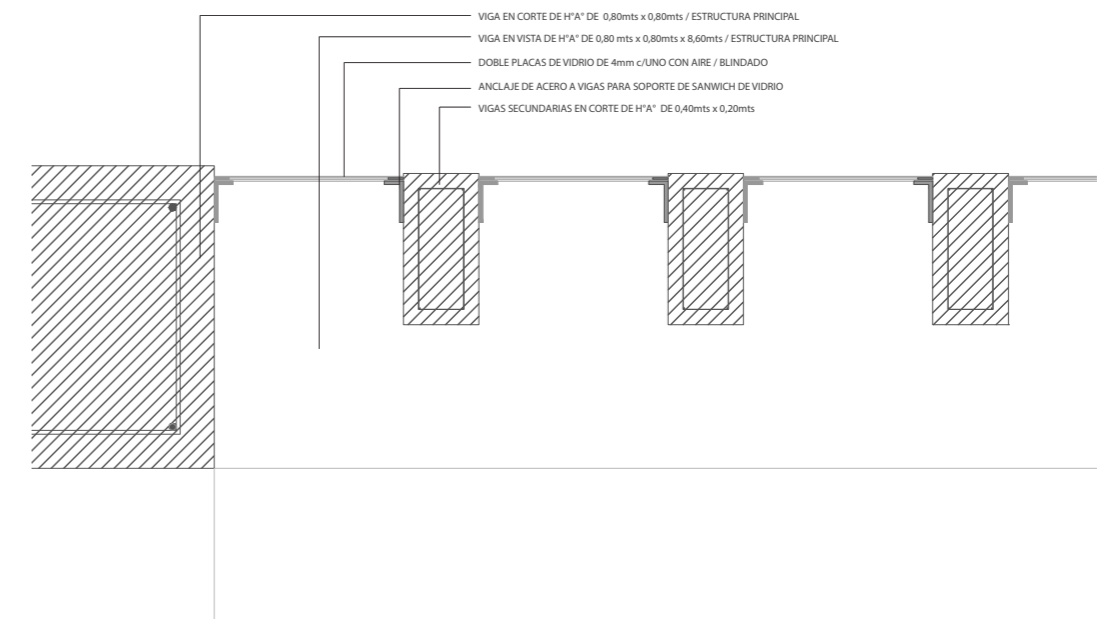 VIGA EN CORTE DE H°A° DE 0,80mts x 0,80mts / ESTRUCTURA PRINCIPAL
VIGA EN VISTA DE H°A° DE 0,80 mts x 0,80mts x 8,60mts / ESTRUCTURA PRINCIPAL
DOBLE PLACAS DE VIDRIO DE 4mm c/UNO CON AIRE / BLINDADO
ANCLAJE DE ACERO A VIGAS PARA SOPORTE DE SANWICH DE VIDRIO
VIGAS SECUNDARIAS EN CORTE DE H°A° DE 0,40mts x 0,20mts